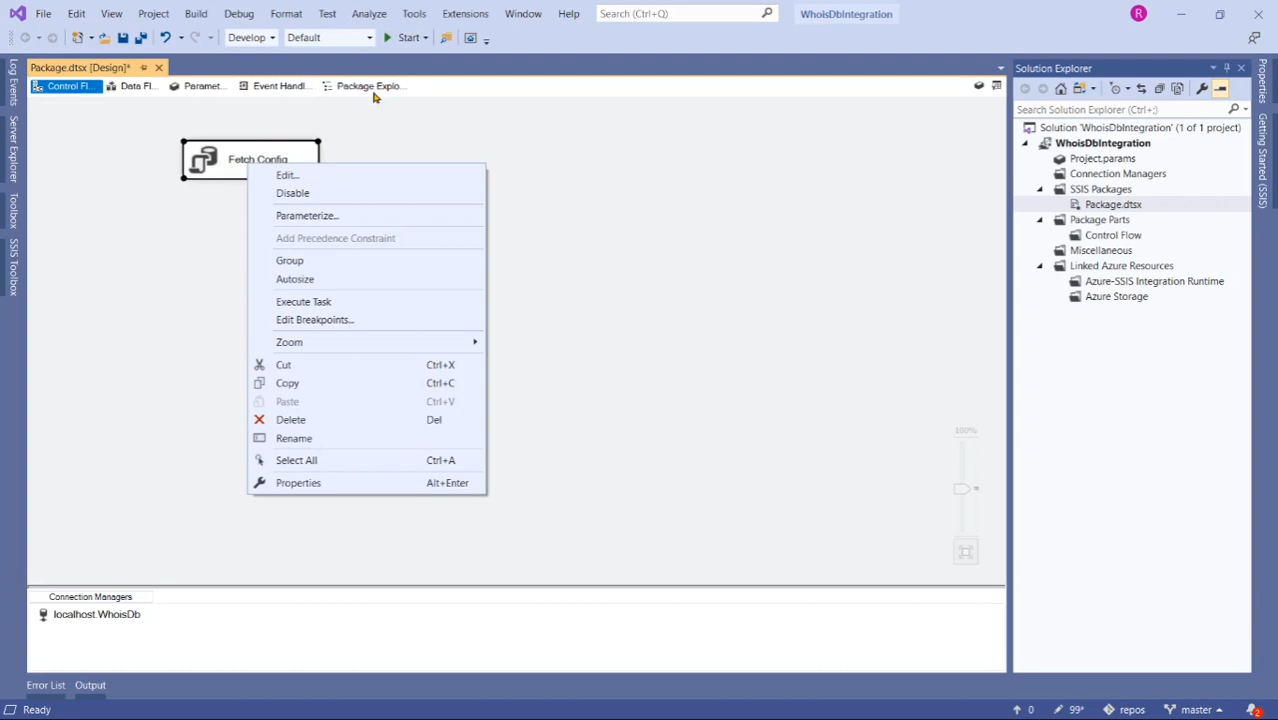 File Edit View Project Build Debug Format Test Analyze Tools Extensions Window Help Search (Ctrl+Q) WhoisDbIntegration R
Develop Default Start
Package.dtsx [Design]*
Control Fl... Data Fl... Paramet... Event Handl... Package Explo...
Log Events
Server Explorer
Toolbox
SSIS Toolbox
Fetch Config
Edit...
Disable
Parameterize...
Add Precedence Constraint
Group
Autosize
Execute Task
Edit Breakpoints...
Zoom
Cut Ctrl+X
Copy Ctrl+C
Paste Ctrl+V
Delete Del
Rename
Select All Ctrl+A
Properties Alt+Enter
100%
Connection Managers
localhost.WhoisDb
Solution Explorer
Search Solution Explorer (Ctrl+;)
Solution 'WhoisDbIntegration' (1 of 1 project)
WhoisDbIntegration
Project.params
Connection Managers
SSIS Packages
Package.dtsx
Package Parts
Control Flow
Miscellaneous
Linked Azure Resources
Azure-SSIS Integration Runtime
Azure Storage
Properties
Getting Started (SSIS)
Error List Output
Ready 0 99* repos master 2